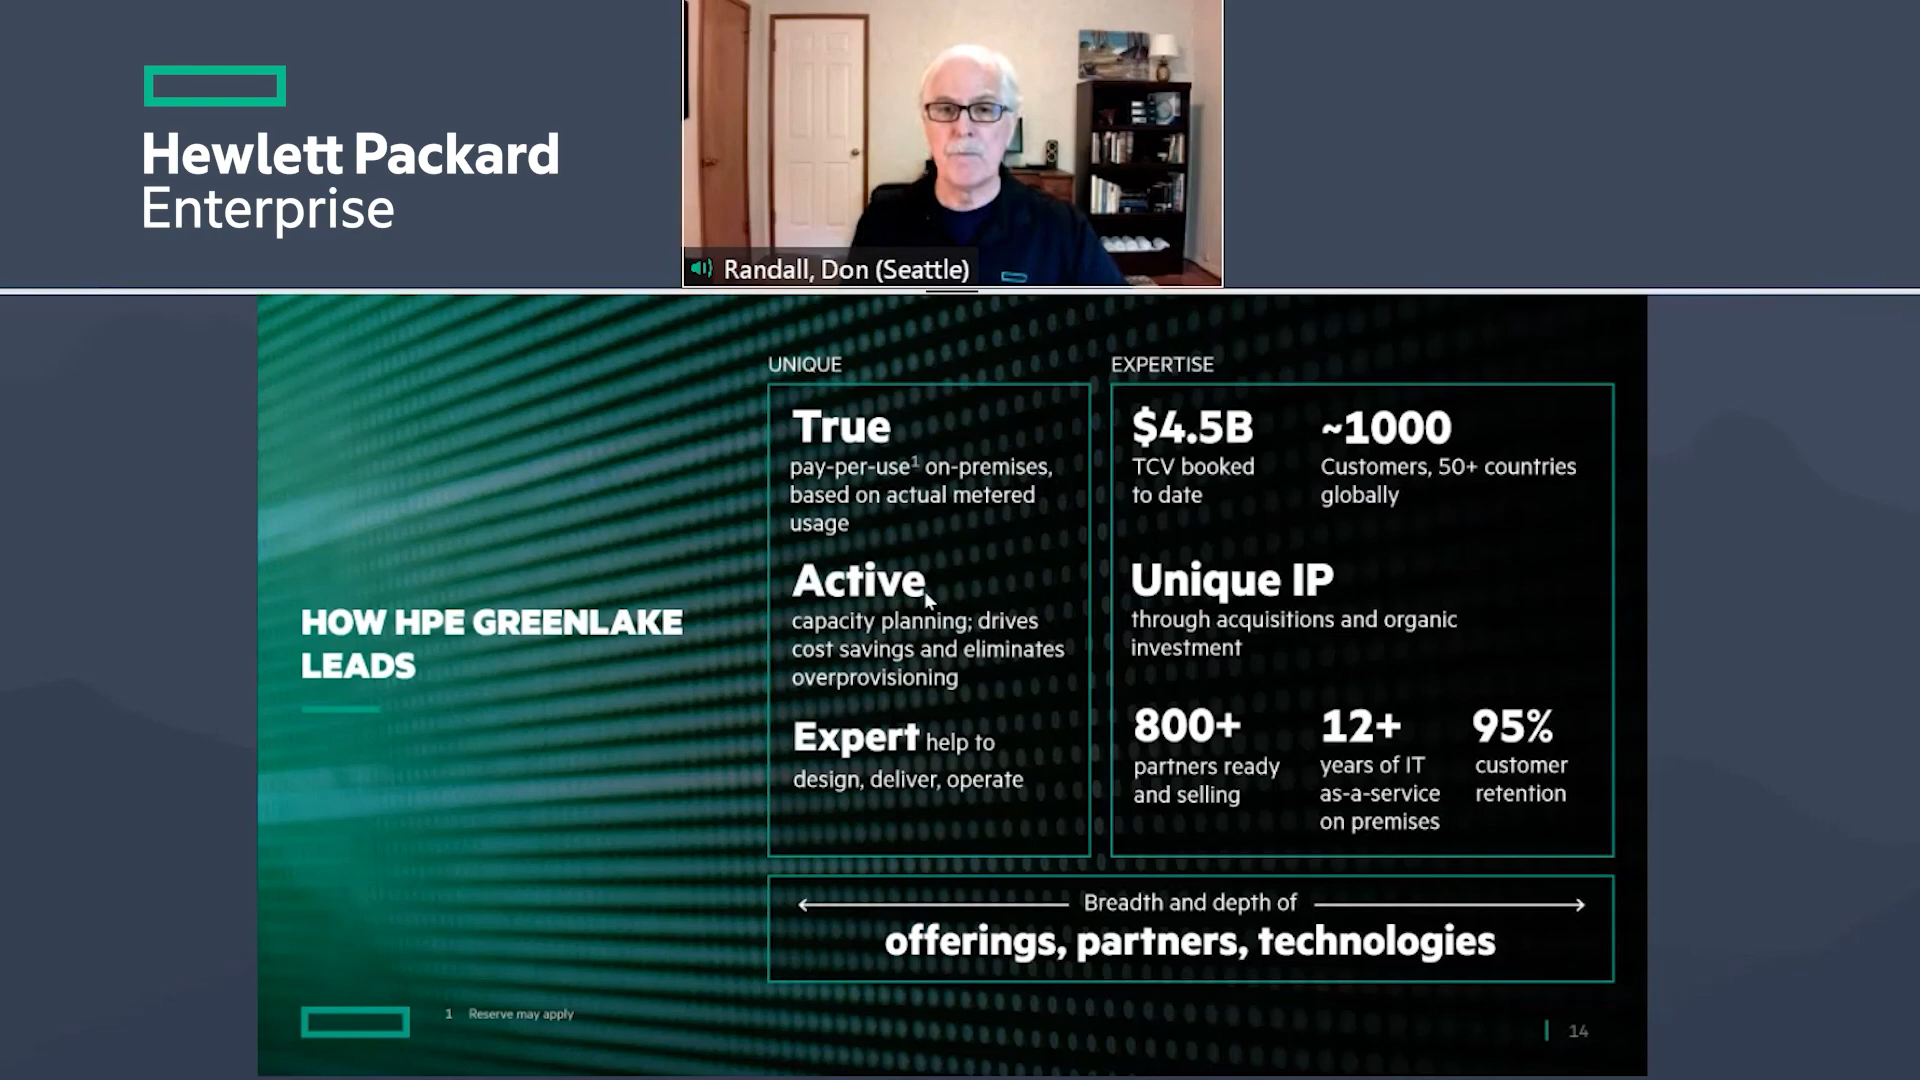 Hewlett Packard
Enterprise
Randall, Don (Seattle)
HOW HPE GREENLAKE
LEADS
UNIQUE
True
pay-per-use¹ on-premises,
based on actual metered
usage
Active
capacity planning; drives
cost savings and eliminates
overprovisioning
Expert help to
design, deliver, operate
EXPERTISE
$4.5B
TCV booked
to date
~1000
Customers, 50+ countries
globally
Unique IP
through acquisitions and organic
investment
800+
partners ready
and selling
12+
years of IT
as-a-service
on premises
95%
customer
retention
Breadth and depth of
offerings, partners, technologies
1 Reserve may apply
14